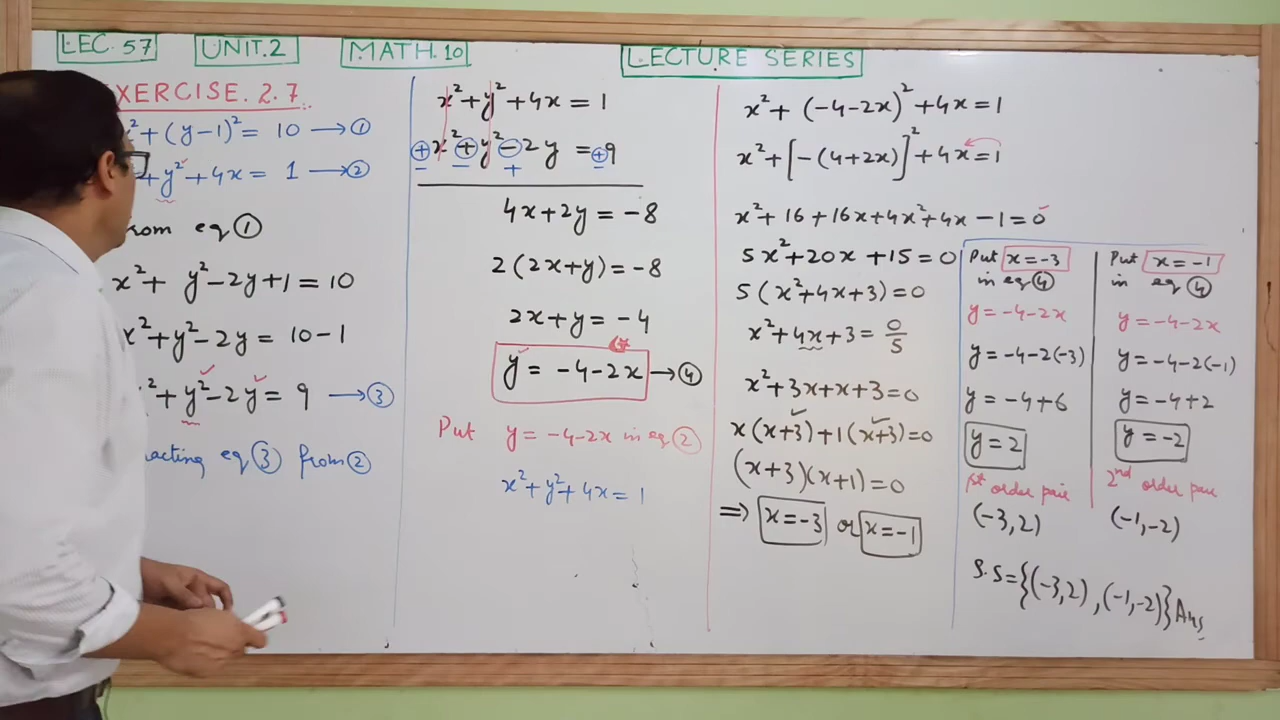 LEC. 57 UNIT.2 MATH.10 LECTURE SERIES
XERCISE. 2.7
x² + (y-1)² = 10 → ①
+ y² + 4x = 1 → ②
rom eq ①
x² + y² - 2y + 1 = 10
x² + y² - 2y = 10 - 1
² + y² - 2y = 9 → ③
acting eq ③ from ②
x² + y² + 4x = 1
⊕x² ⊕ y² ⊖ 2y = ⊕9
- - + -
4x + 2y = -8
2(2x+y) = -8
2x + y = -4
y = -4-2x → ④
Put y = -4-2x in eq ②
x² + y² + 4x = 1
x² + (-4-2x)² + 4x = 1
x² + [-(4+2x)]² + 4x = 1
x² + 16 + 16x + 4x² + 4x - 1 = 0
5x² + 20x + 15 = 0
5(x² + 4x + 3) = 0
x² + 4x + 3 = 0/5
x² + 3x + x + 3 = 0
x(x+3) + 1(x+3) = 0
(x+3)(x+1) = 0
⇒ x = -3 or x = -1
Put x = -3
in eq ④
y = -4-2x
y = -4-2(-3)
y = -4+6
y = 2
1st order pair
(-3,2)
Put x = -1
in eq ④
y = -4-2x
y = -4-2(-1)
y = -4+2
y = -2
2nd order pair
(-1,-2)
S.S = {(-3,2), (-1,-2)} Ans